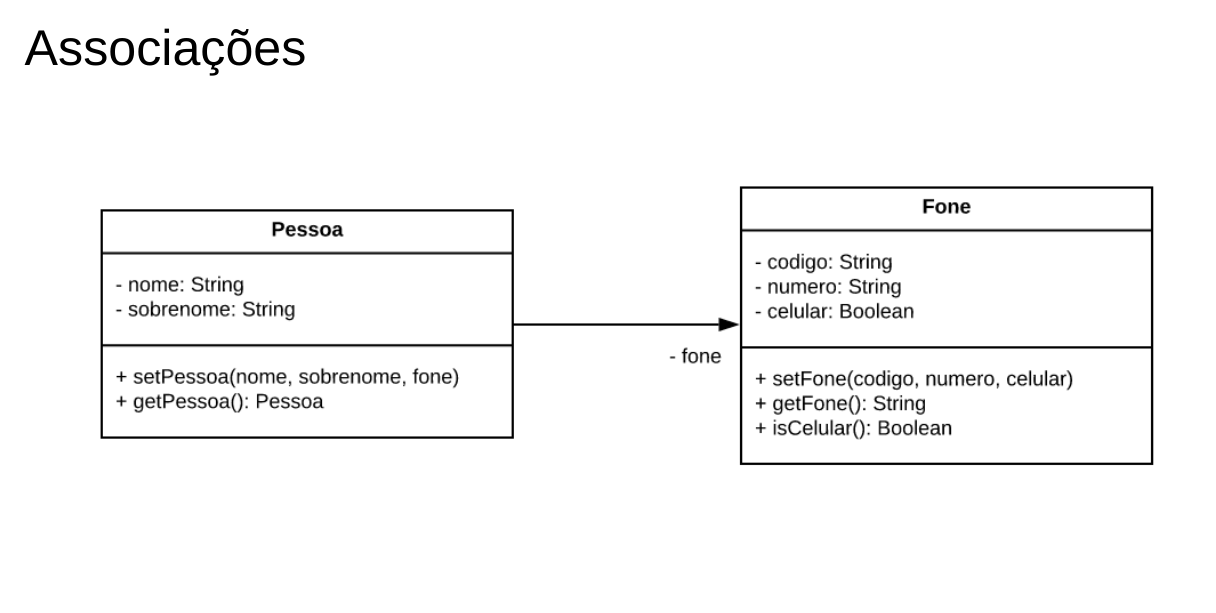 Associações
Pessoa
- nome: String
- sobrenome: String
+ setPessoa(nome, sobrenome, fone)
+ getPessoa(): Pessoa
- fone
Fone
- codigo: String
- numero: String
- celular: Boolean
+ setFone(codigo, numero, celular)
+ getFone(): String
+ isCelular(): Boolean